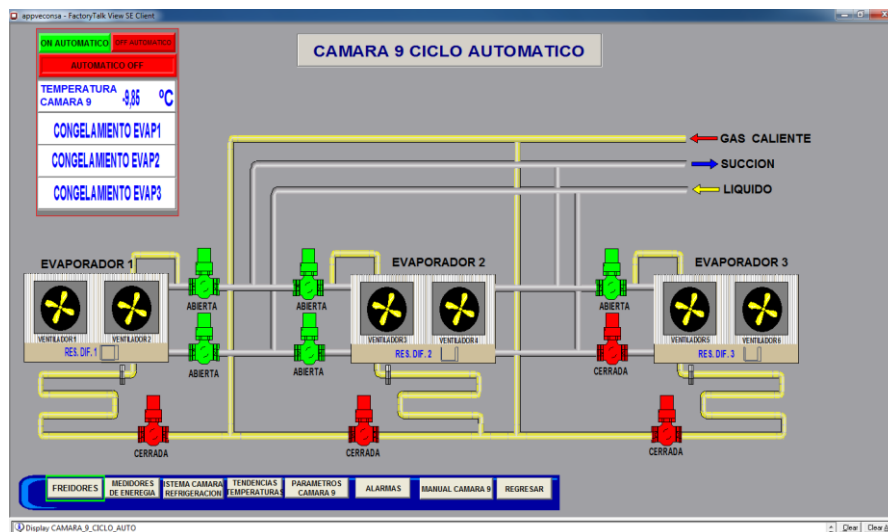 appveconsa - FactoryTalk View SE Client
CAMARA 9 CICLO AUTOMATICO
ON AUTOMATICO OFF AUTOMATICO
AUTOMATICO OFF
TEMPERATURA
CAMARA 9 -9,85 ºC
CONGELAMIENTO EVAP1
CONGELAMIENTO EVAP2
CONGELAMIENTO EVAP3
GAS CALIENTE
SUCCION
LIQUIDO
EVAPORADOR 1
EVAPORADOR 2
EVAPORADOR 3
ABIERTA
ABIERTA
ABIERTA
VENTILADOR1
VENTILADOR2
VENTILADOR3
VENTILADOR4
VENTILADOR5
VENTILADOR6
RES. DIF. 1
RES. DIF. 2
RES. DIF. 3
ABIERTA
ABIERTA
CERRADA
CERRADA
CERRADA
CERRADA
FREIDORES
MEDIDORES
DE ENEREGIA
ISTEMA CAMARA
REFRIGERACION
TENDENCIAS
TEMPERATURAS
PARAMETROS
CAMARA 9
ALARMAS
MANUAL CAMARA 9
REGRESAR
Display CAMARA_9_CICLO_AUTO
Clear
Clear A